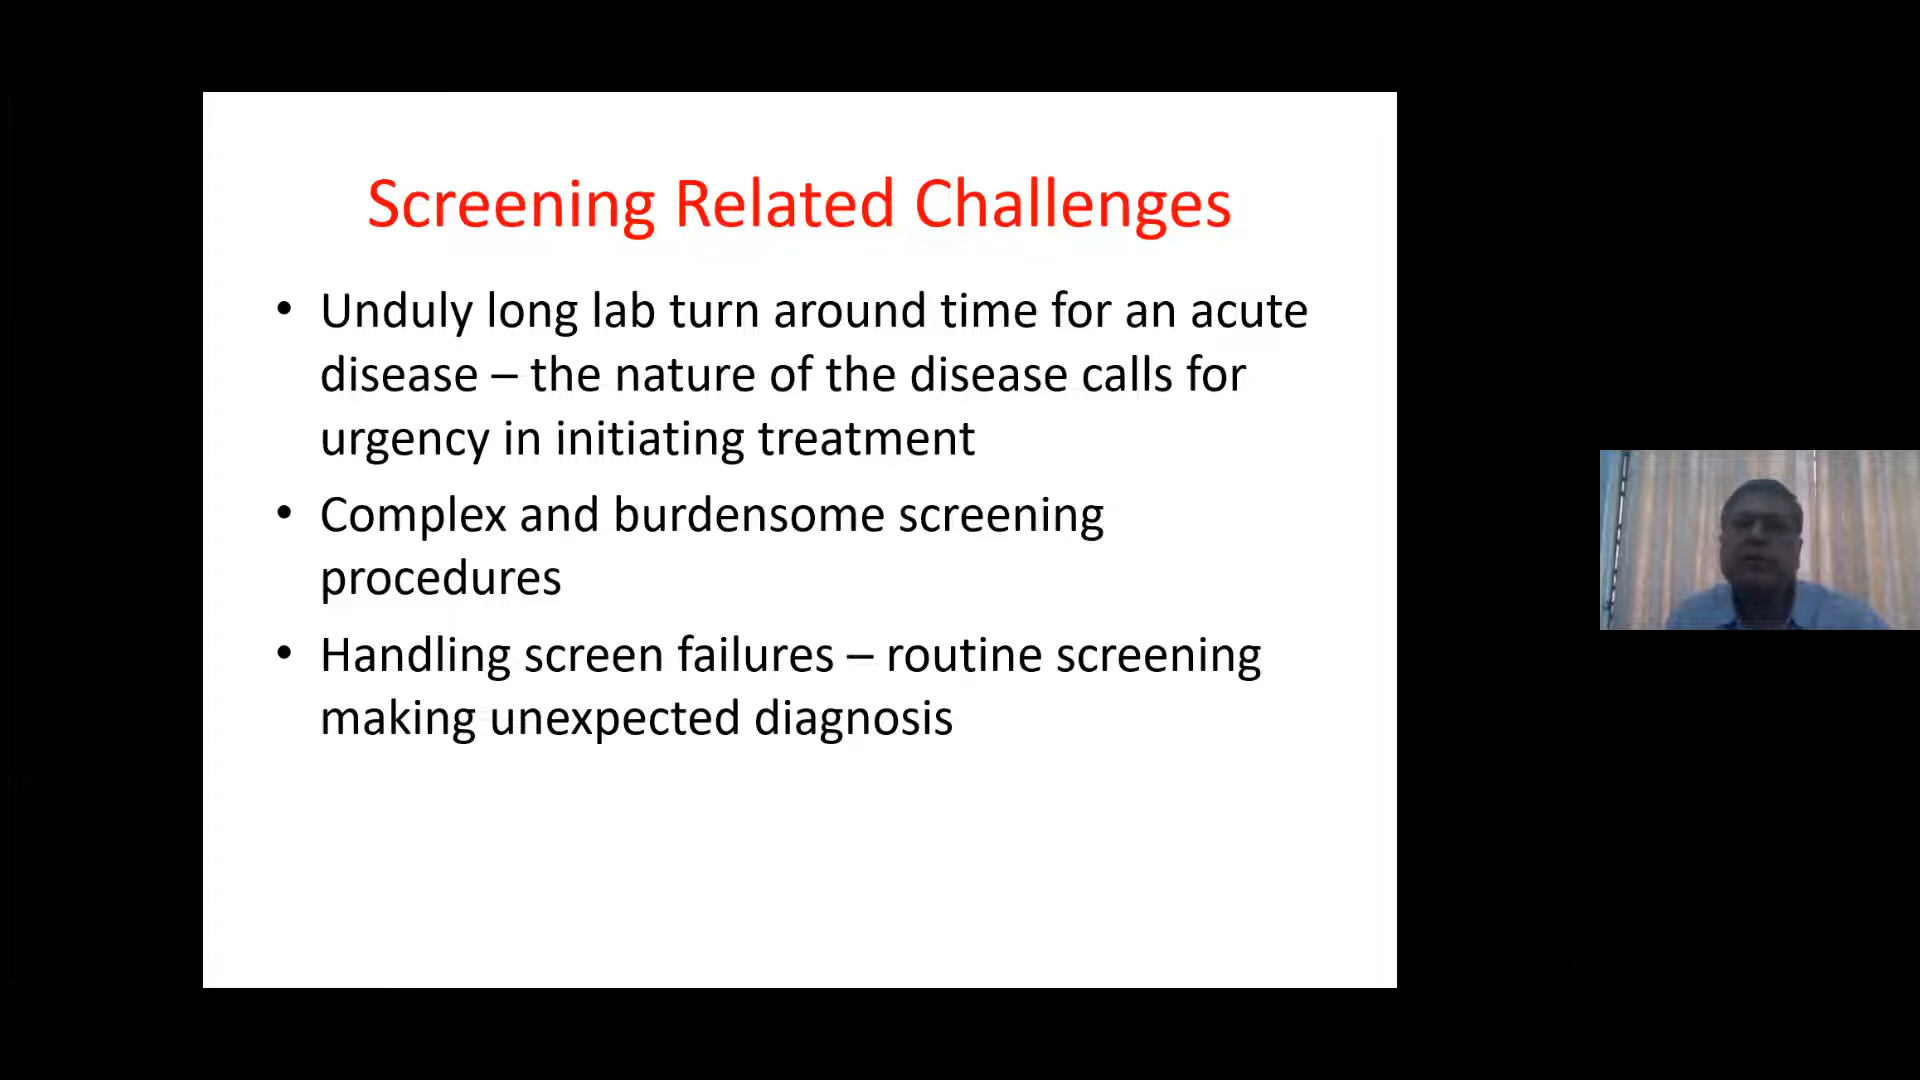 Screening Related Challenges
• Unduly long lab turn around time for an acute
disease – the nature of the disease calls for
urgency in initiating treatment
• Complex and burdensome screening
procedures
• Handling screen failures – routine screening
making unexpected diagnosis